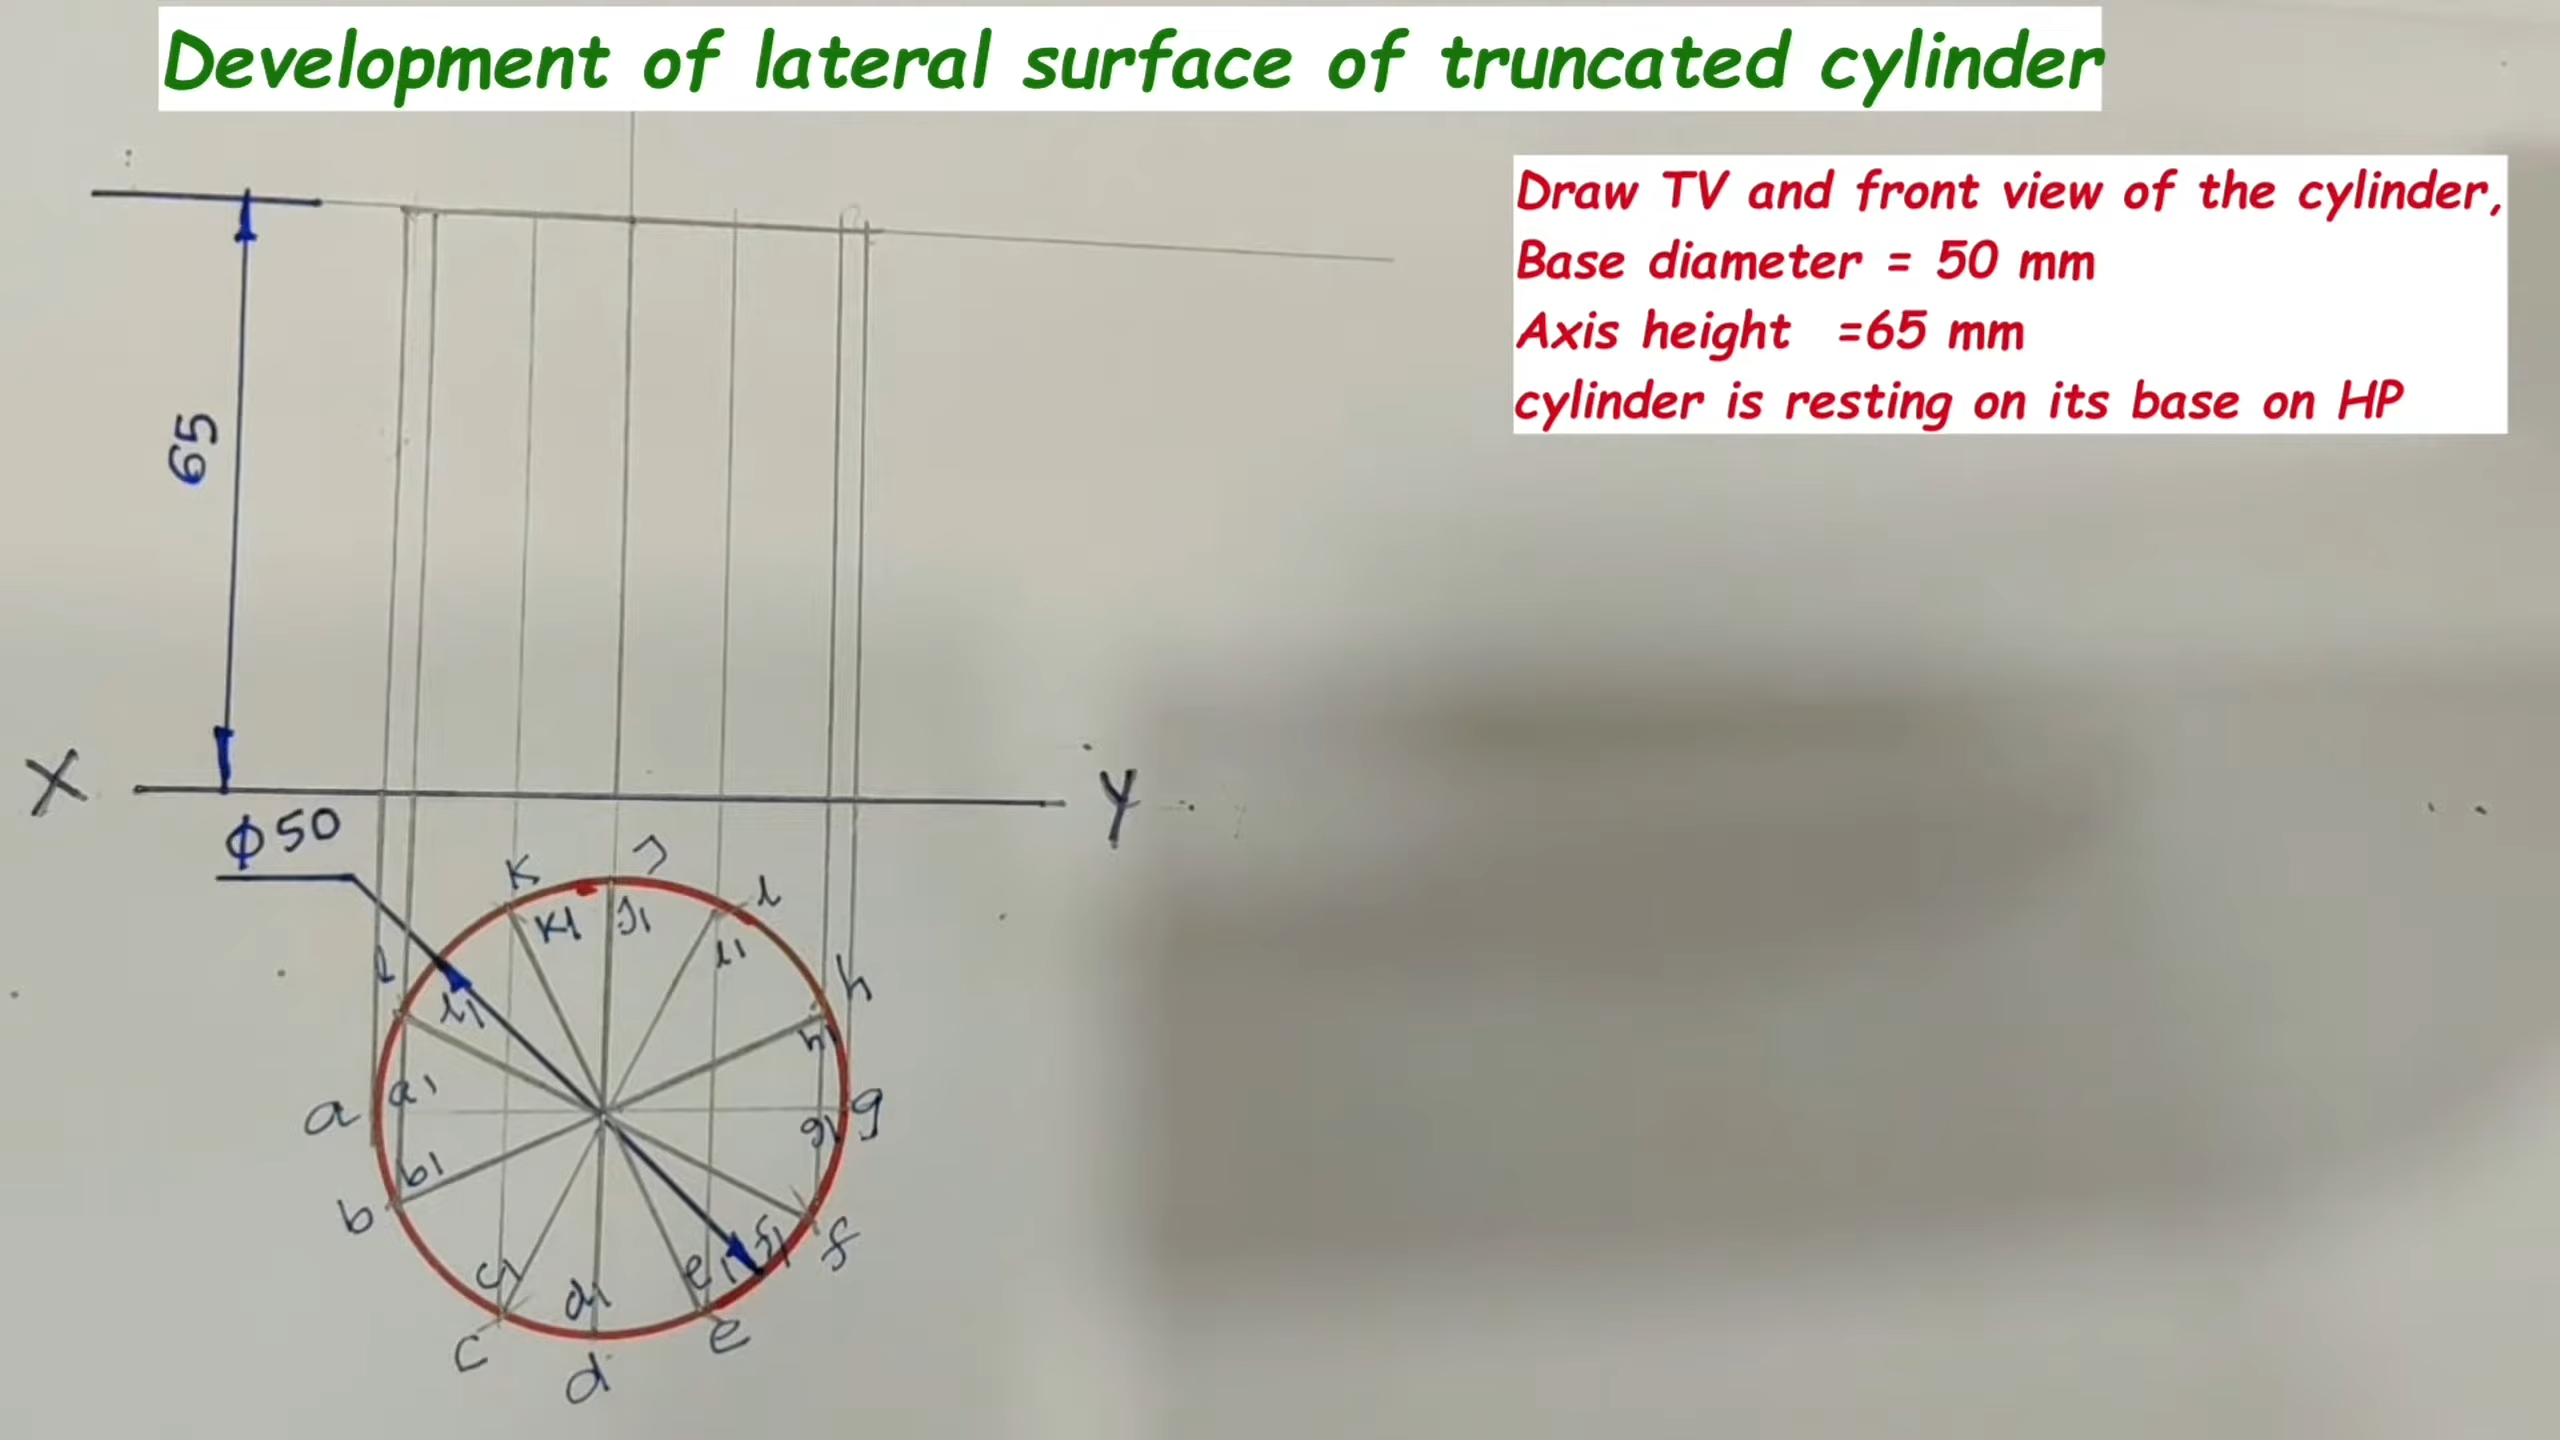 Development of lateral surface of truncated cylinder
Draw TV and front view of the cylinder,
Base diameter = 50 mm
Axis height =65 mm
cylinder is resting on its base on HP
65
X
Y
ϕ50
K
J
K1
J1
i1
l
l1
h
h1
a
a1
g
g1
b1
b
f
f1
c1
d1
e1
c
d
e